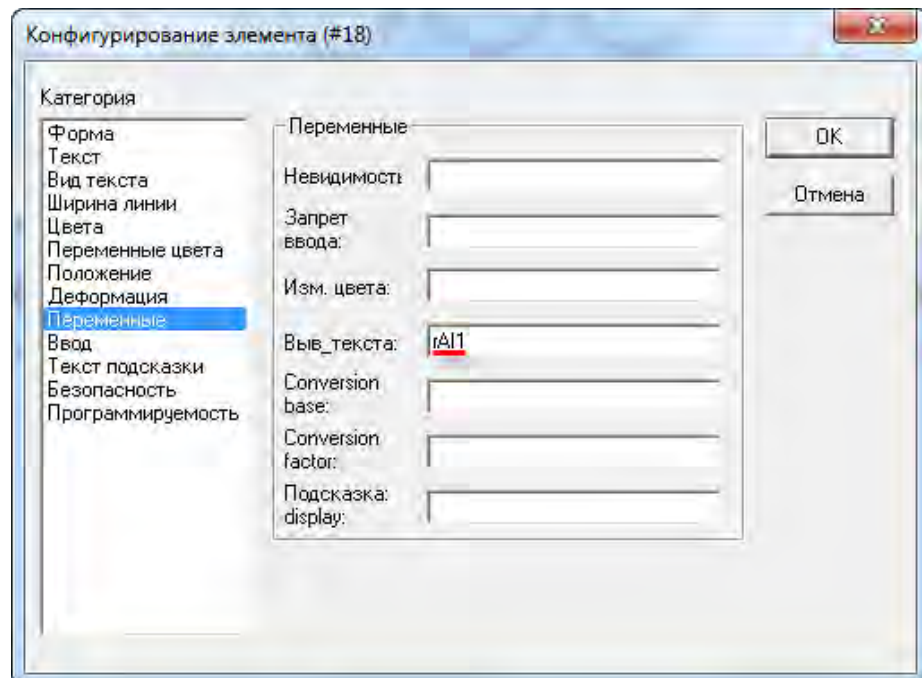 Конфигурирование элемента (#18)
Категория
Форма
Текст
Вид текста
Ширина линии
Цвета
Переменные цвета
Положение
Деформация
Переменные
Ввод
Текст подсказки
Безопасность
Программируемость
Переменные
Невидимость
Запрет
ввода:
Изм. цвета:
Выв_текста:
rAI1
Conversion
base:
Conversion
factor:
Подсказка:
display:
OK
Отмена